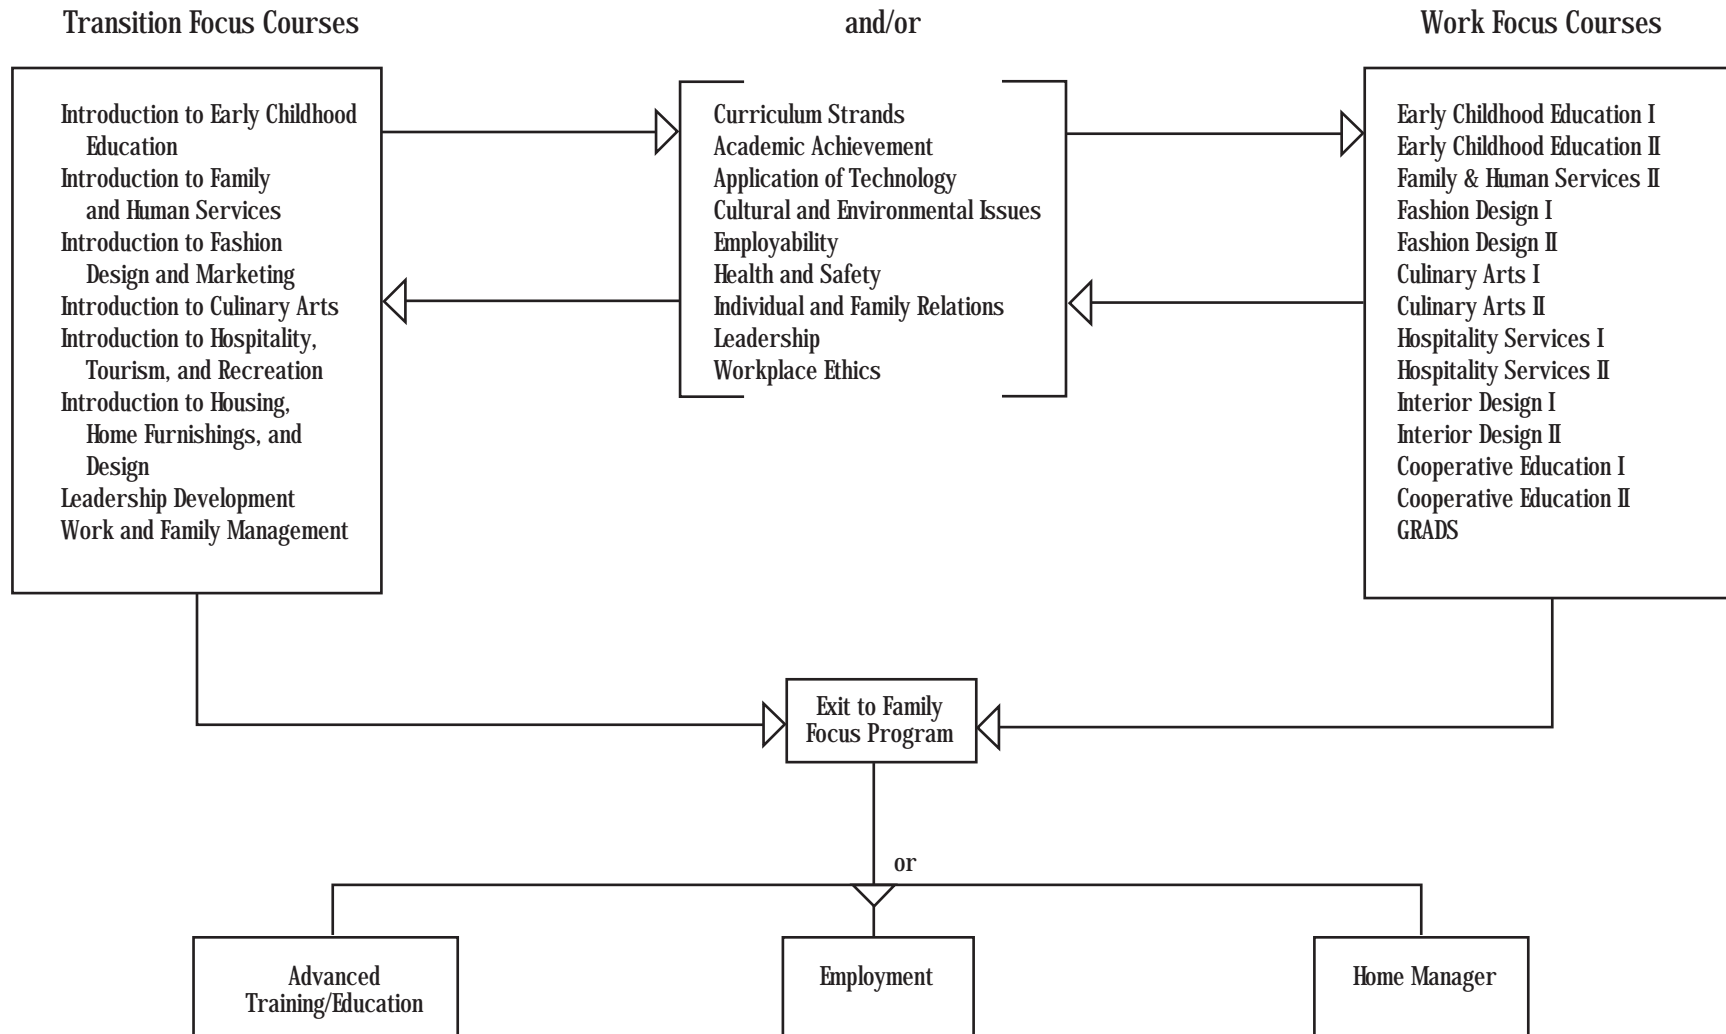 Transition Focus Courses
and/or
Work Focus Courses
Introduction to Early Childhood
Education
Introduction to Family
and Human Services
Introduction to Fashion
Design and Marketing
Introduction to Culinary Arts
Introduction to Hospitality,
Tourism, and Recreation
Introduction to Housing,
Home Furnishings, and
Design
Leadership Development
Work and Family Management
Curriculum Strands
Academic Achievement
Application of Technology
Cultural and Environmental Issues
Employability
Health and Safety
Individual and Family Relations
Leadership
Workplace Ethics
Early Childhood Education I
Early Childhood Education II
Family & Human Services II
Fashion Design I
Fashion Design II
Culinary Arts I
Culinary Arts II
Hospitality Services I
Hospitality Services II
Interior Design I
Interior Design II
Cooperative Education I
Cooperative Education II
GRADS
Exit to Family
Focus Program
or
Advanced
Training/Education
Employment
Home Manager